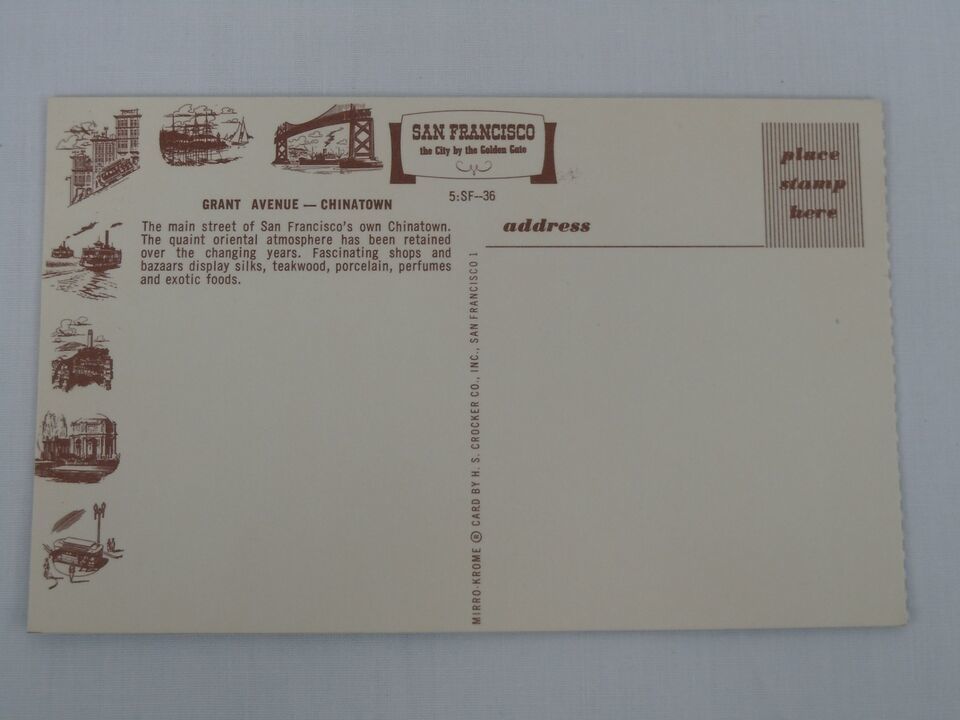 SAN FRANCISCO
the City by the Golden Gate
5:SF--36
GRANT AVENUE — CHINATOWN
The main street of San Francisco's own Chinatown.
The quaint oriental atmosphere has been retained
over the changing years. Fascinating shops and
bazaars display silks, teakwood, porcelain, perfumes
and exotic foods.
place
stamp
here
address
MIRRO-KROME ® CARD BY H. S. CROCKER CO., INC., SAN FRANCISCO 1